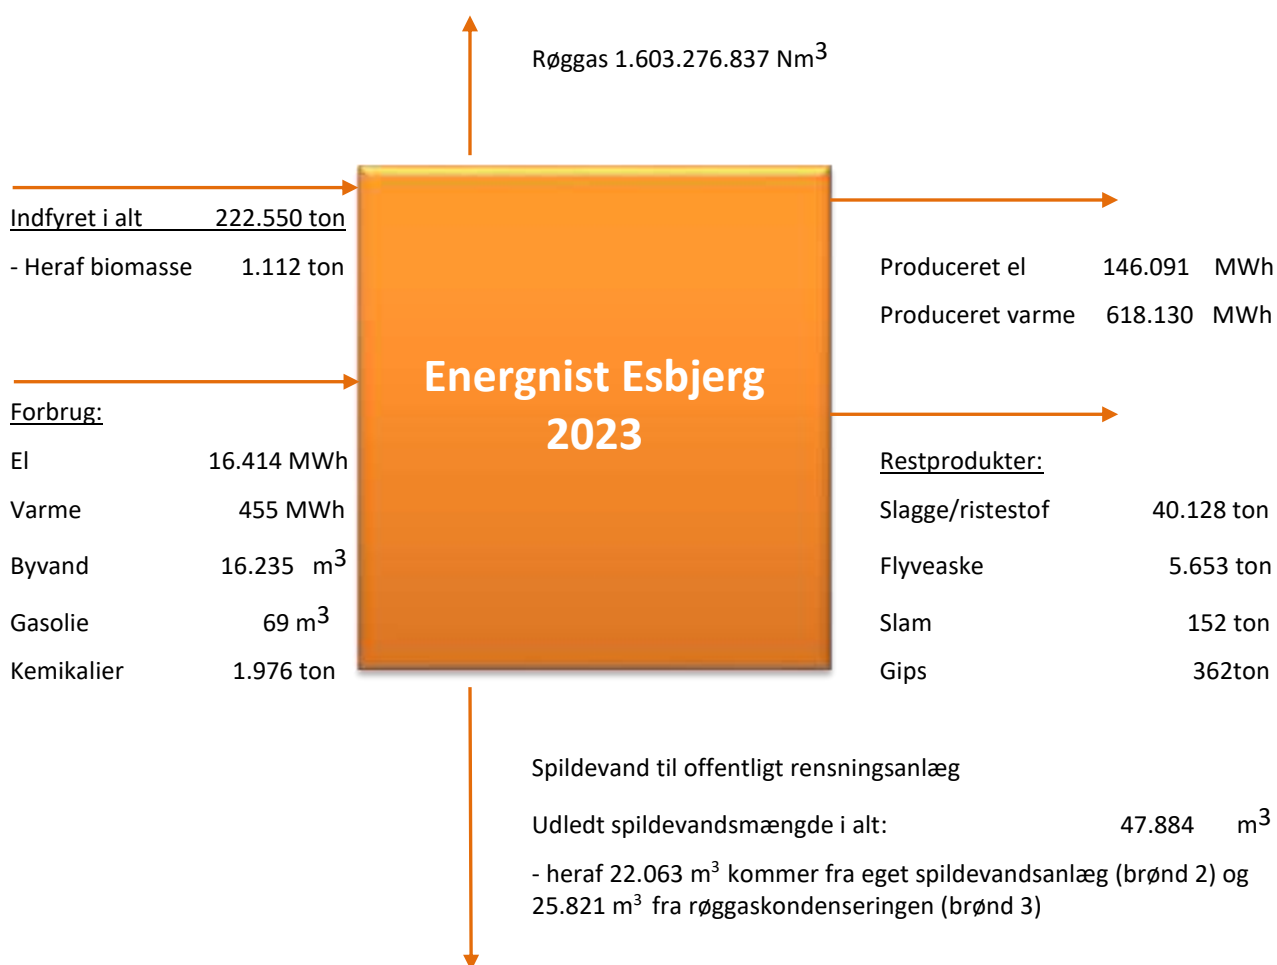 Røggas 1.603.276.837 Nm³
Indfyret i alt 222.550 ton
- Heraf biomasse 1.112 ton
Forbrug:
El 16.414 MWh
Varme 455 MWh
Byvand 16.235 m³
Gasolie 69 m³
Kemikalier 1.976 ton
Energnist Esbjerg
2023
Produceret el 146.091 MWh
Produceret varme 618.130 MWh
Restprodukter:
Slagge/ristestof 40.128 ton
Flyveaske 5.653 ton
Slam 152 ton
Gips 362ton
Spildevand til offentligt rensningsanlæg
Udledt spildevandsmængde i alt: 47.884 m³
- heraf 22.063 m³ kommer fra eget spildevandsanlæg (brønd 2) og
25.821 m³ fra røggaskondenseringen (brønd 3)